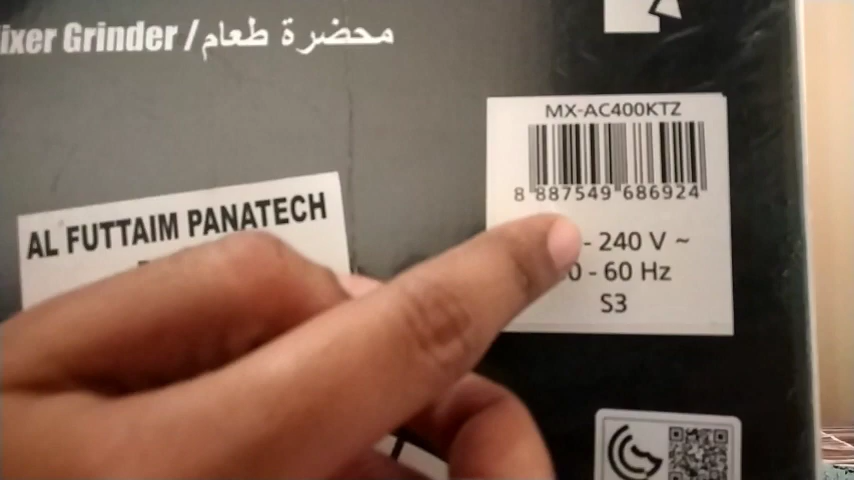 ixer Grinder / محضرة طعام
MX-AC400KTZ
8 887549 686924
AL FUTTAIM PANATECH
- 240 V ~
0 - 60 Hz
S3